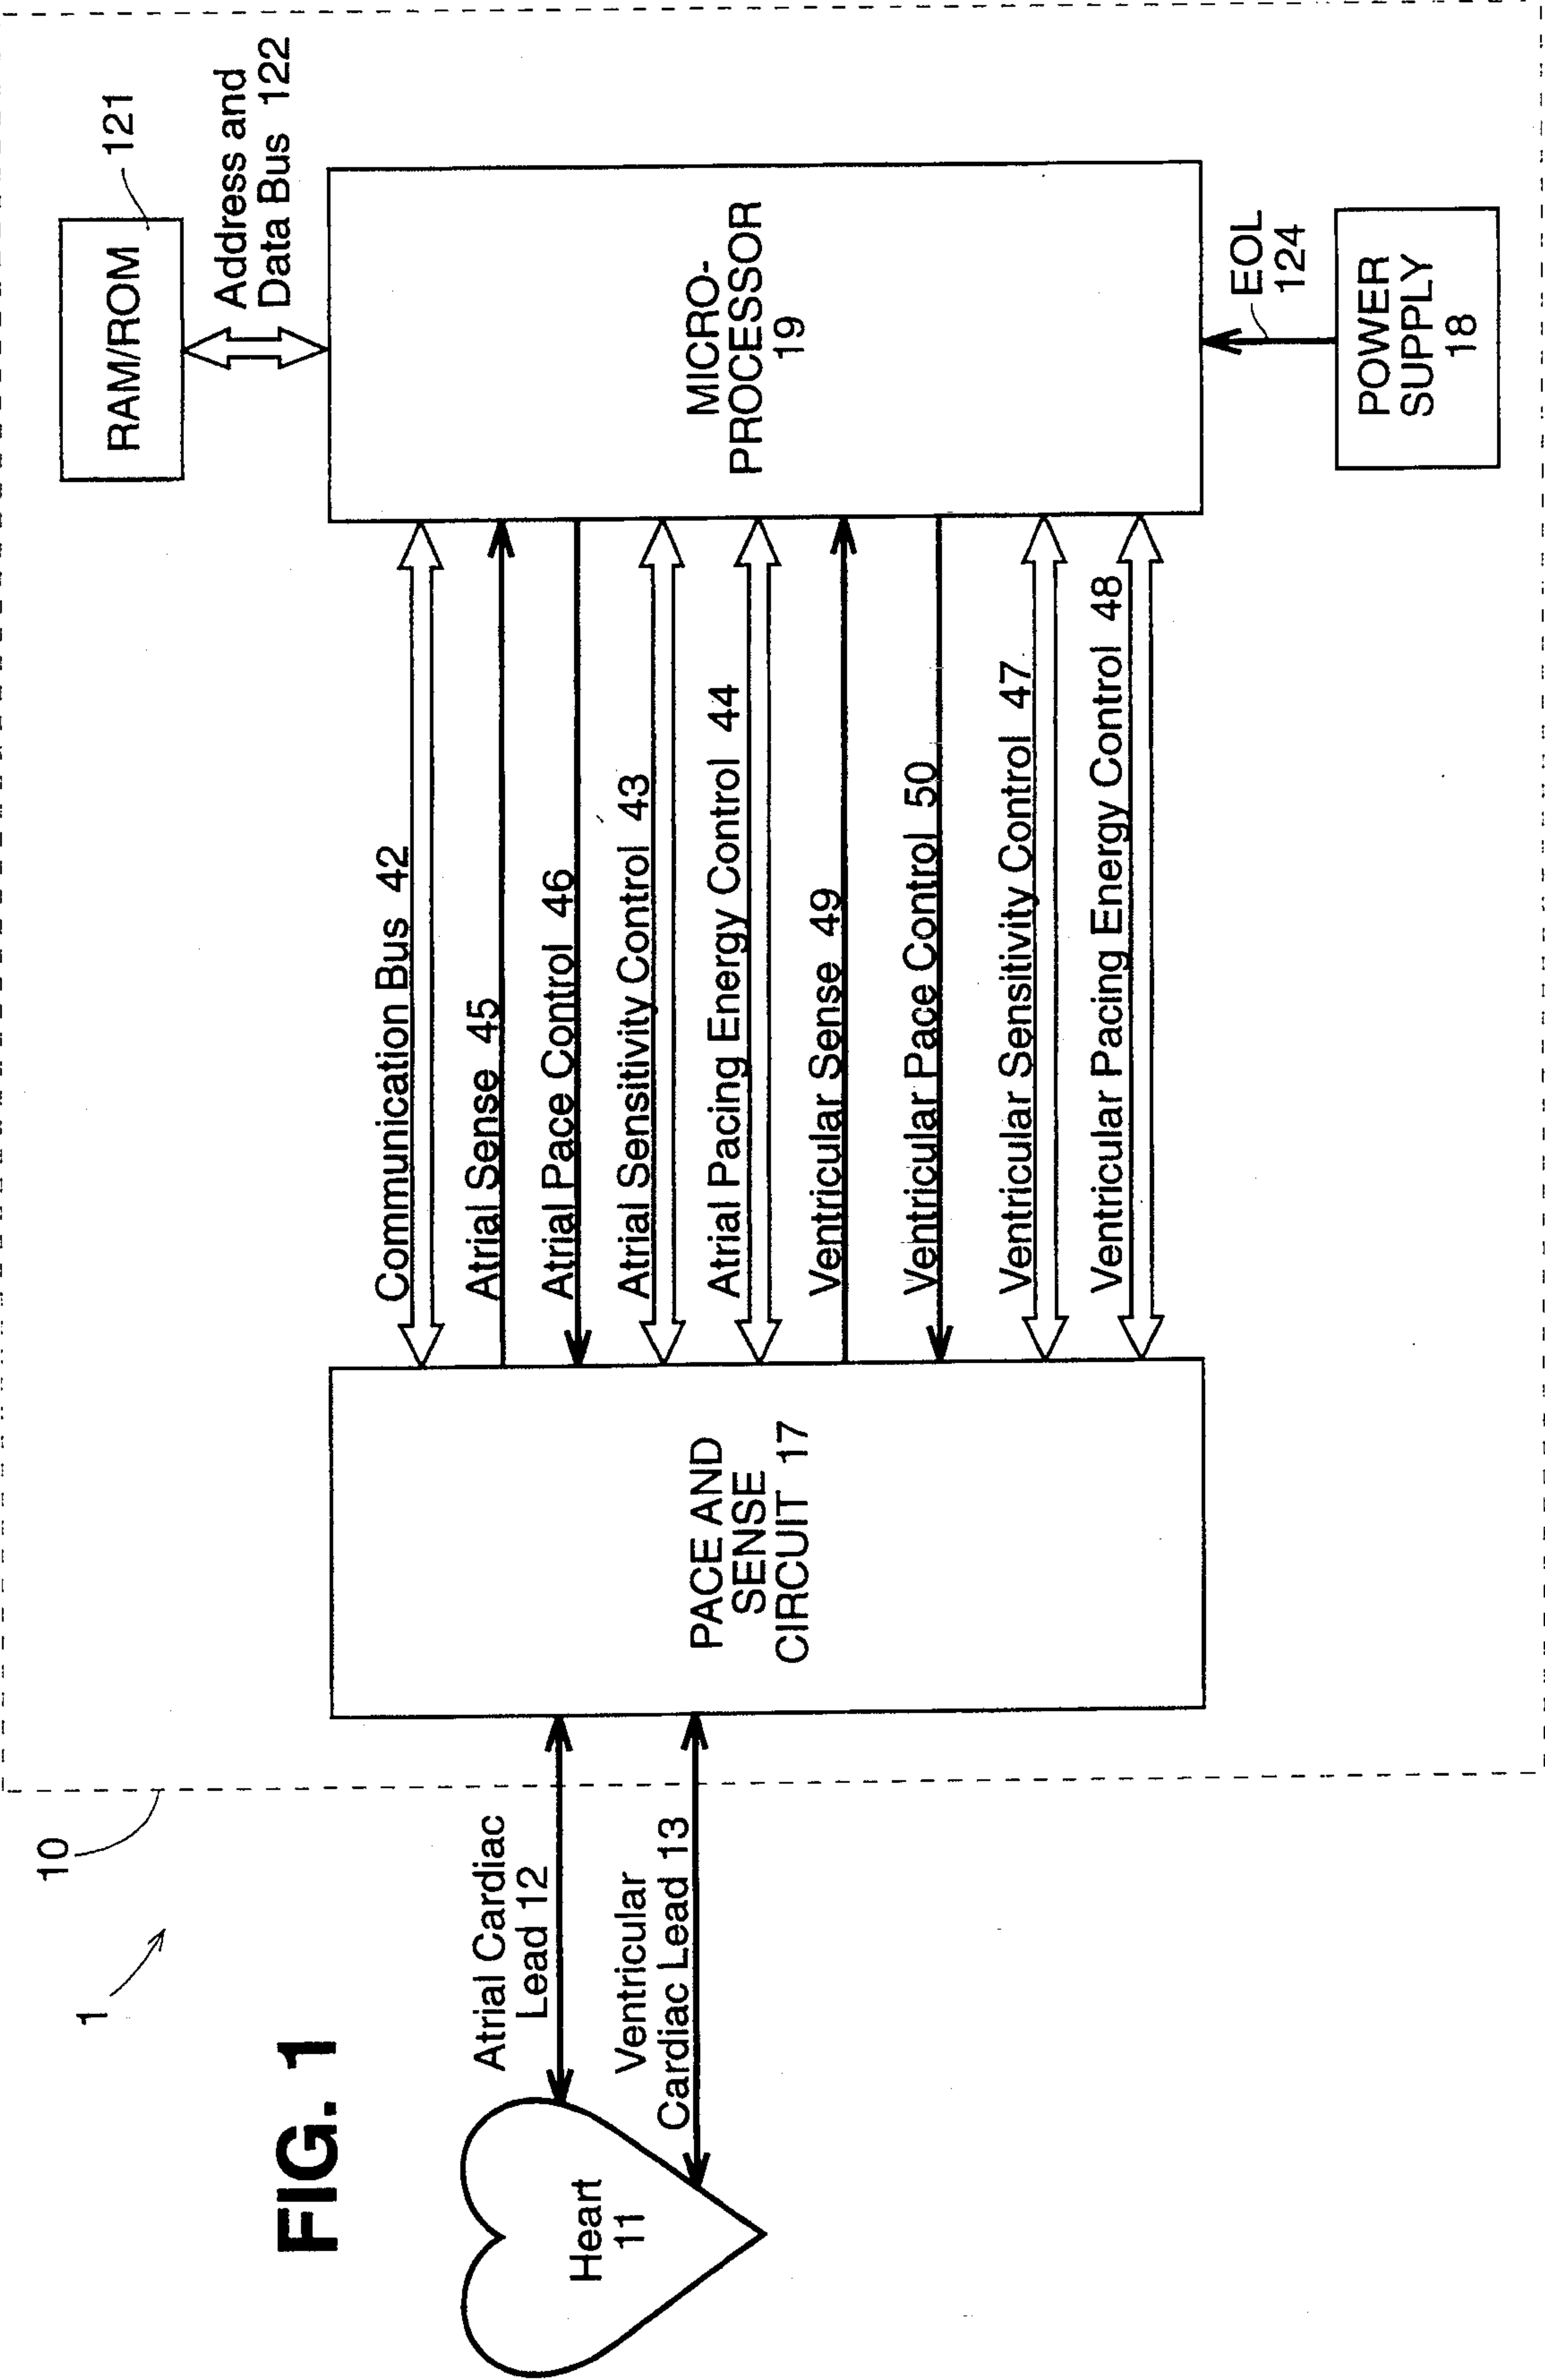 FIG. 1
1
10
Heart
11
Atrial Cardiac
Lead 12
Ventricular
Cardiac Lead 13
PACE AND
SENSE
CIRCUIT 17
Communication Bus 42
Atrial Sense 45
Atrial Pace Control 46
Atrial Sensitivity Control 43
Atrial Pacing Energy Control 44
Ventricular Sense 49
Ventricular Pace Control 50
Ventricular Sensitivity Control 47
Ventricular Pacing Energy Control 48
RAM/ROM
121
Address and
Data Bus 122
MICRO-
PROCESSOR
19
EOL
124
POWER
SUPPLY
18